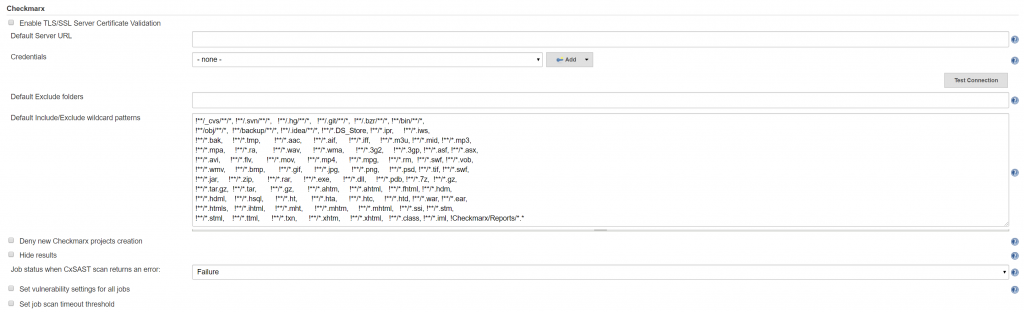 Checkmarx
Enable TLS/SSL Server Certificate Validation
Default Server URL
Credentials
- none -
Add
Test Connection
Default Exclude folders
Default Include/Exclude wildcard patterns
!**/_cvs/**/*, !**/.svn/**/*, !**/.hg/**/*, !**/.git/**/*, !**/.bzr/**/*, !**/bin/**/*,
!**/obj/**/*, !**/backup/**/*, !**/.idea/**/*, !**/*.DS_Store, !**/*.ipr, !**/*.iws,
!**/*.bak, !**/*.tmp, !**/*.aac, !**/*.aif, !**/*.iff, !**/*.m3u, !**/*.mid, !**/*.mp3,
!**/*.mpa, !**/*.ra, !**/*.wav, !**/*.wma, !**/*.3g2, !**/*.3gp, !**/*.asf, !**/*.asx,
!**/*.avi, !**/*.flv, !**/*.mov, !**/*.mp4, !**/*.mpg, !**/*.rm, !**/*.swf, !**/*.vob,
!**/*.wmv, !**/*.bmp, !**/*.gif, !**/*.jpg, !**/*.png, !**/*.psd, !**/*.tif, !**/*.swf,
!**/*.jar, !**/*.zip, !**/*.rar, !**/*.exe, !**/*.dll, !**/*.pdb, !**/*.7z, !**/*.gz,
!**/*.tar.gz, !**/*.tar, !**/*.gz, !**/*.ahtm, !**/*.ahtml, !**/*.fhtml, !**/*.hdm,
!**/*.hdml, !**/*.hsql, !**/*.ht, !**/*.hta, !**/*.htc, !**/*.htd, !**/*.war, !**/*.ear,
!**/*.htmls, !**/*.ihtml, !**/*.mht, !**/*.mhtm, !**/*.mhtml, !**/*.ssi, !**/*.stm,
!**/*.stml, !**/*.ttml, !**/*.txn, !**/*.xhtm, !**/*.xhtml, !**/*.class, !**/*.iml, !Checkmarx/Reports/*.*
Deny new Checkmarx projects creation
Hide results
Job status when CxSAST scan returns an error:
Failure
Set vulnerability settings for all jobs
Set job scan timeout threshold